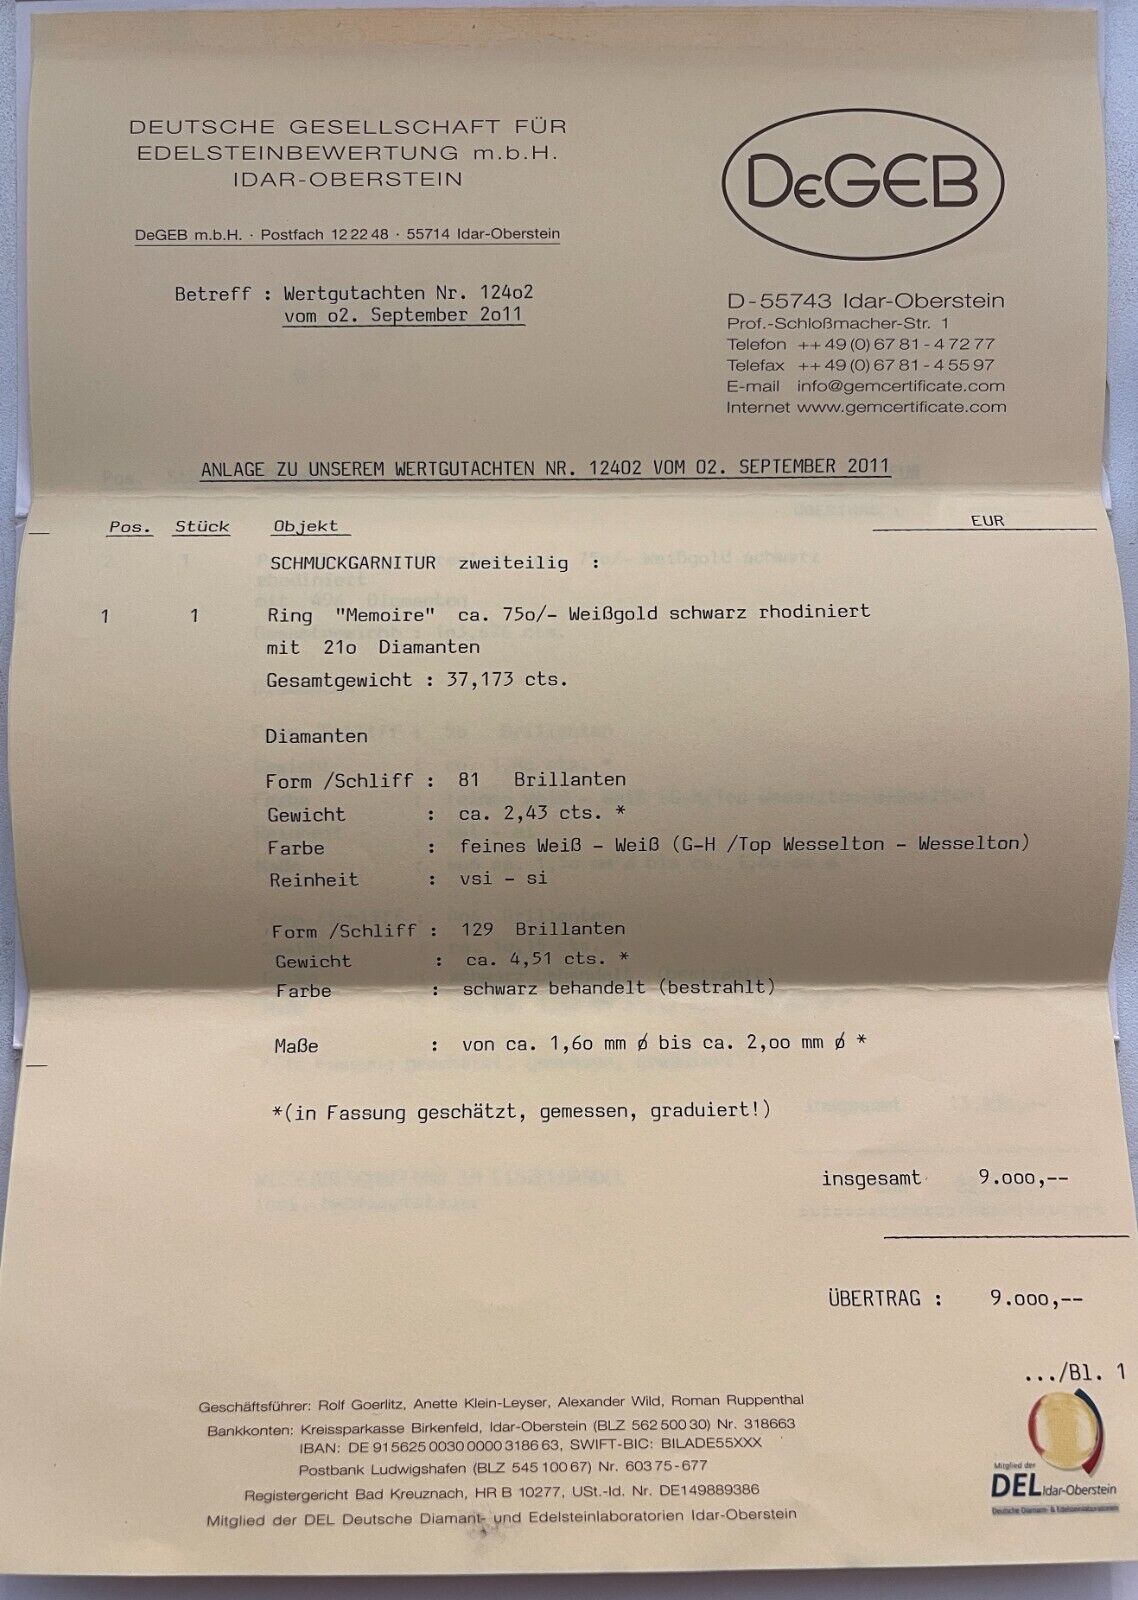 DEUTSCHE GESELLSCHAFT FÜR
EDELSTEINBEWERTUNG m.b.H.
IDAR-OBERSTEIN
DeGEB m.b.H. · Postfach 12 22 48 · 55714 Idar-Oberstein
DeGEB
Betreff : Wertgutachten Nr. 124o2
vom o2. September 2o11
D-55743 Idar-Oberstein
Prof.-Schloßmacher-Str. 1
Telefon ++ 49 (0) 67 81 - 4 72 77
Telefax ++ 49 (0) 67 81 - 4 55 97
E-mail info@gemcertificate.com
Internet www.gemcertificate.com
ANLAGE ZU UNSEREM WERTGUTACHTEN NR. 12402 VOM 02. SEPTEMBER 2011
Pos. Stück Objekt EUR
SCHMUCKGARNITUR zweiteilig :
1 1 Ring "Memoire" ca. 75o/- Weißgold schwarz rhodiniert
mit 21o Diamanten
Gesamtgewicht : 37,173 cts.
Diamanten
Form /Schliff : 81 Brillanten
Gewicht : ca. 2,43 cts. *
Farbe : feines Weiß - Weiß (G-H /Top Wesselton - Wesselton)
Reinheit : vsi - si
Form /Schliff : 129 Brillanten
Gewicht : ca. 4,51 cts. *
Farbe : schwarz behandelt (bestrahlt)
Maße : von ca. 1,6o mm ø bis ca. 2,oo mm ø *
*(in Fassung geschätzt, gemessen, graduiert!)
insgesamt 9.ooo,--
ÜBERTRAG : 9.ooo,--
.../Bl. 1
Geschäftsführer: Rolf Goerlitz, Anette Klein-Leyser, Alexander Wild, Roman Ruppenthal
Bankkonten: Kreissparkasse Birkenfeld, Idar-Oberstein (BLZ 562 500 30) Nr. 318663
IBAN: DE 91 5625 0030 0000 3186 63, SWIFT-BIC: BILADE55XXX
Postbank Ludwigshafen (BLZ 545 100 67) Nr. 603 75-677
Registergericht Bad Kreuznach, HR B 10277, USt.-Id. Nr. DE149889386
Mitglied der DEL Deutsche Diamant- und Edelsteinlaboratorien Idar-Oberstein
Mitglied der
DEL Idar-Oberstein
Deutsche Diamant- & Edelsteinlaboratorien